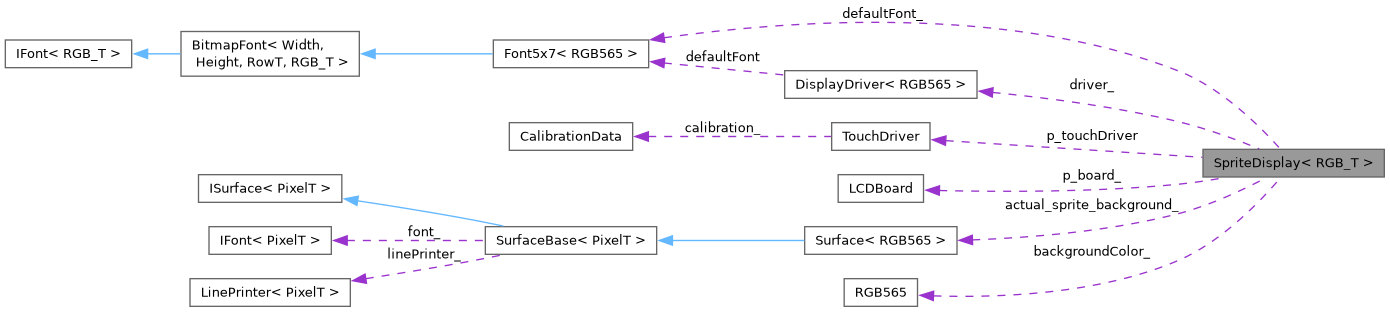 defaultFont_
IFont< RGB_T >
BitmapFont< Width,
Height, RowT, RGB_T >
Font5x7< RGB565 >
defaultFont
DisplayDriver< RGB565 >
driver_
CalibrationData
calibration_
TouchDriver
p_touchDriver
SpriteDisplay< RGB_T >
ISurface< PixelT >
LCDBoard
p_board_
actual_sprite_background_
IFont< PixelT >
font_
SurfaceBase< PixelT >
Surface< RGB565 >
linePrinter_
backgroundColor_
LinePrinter< PixelT >
RGB565